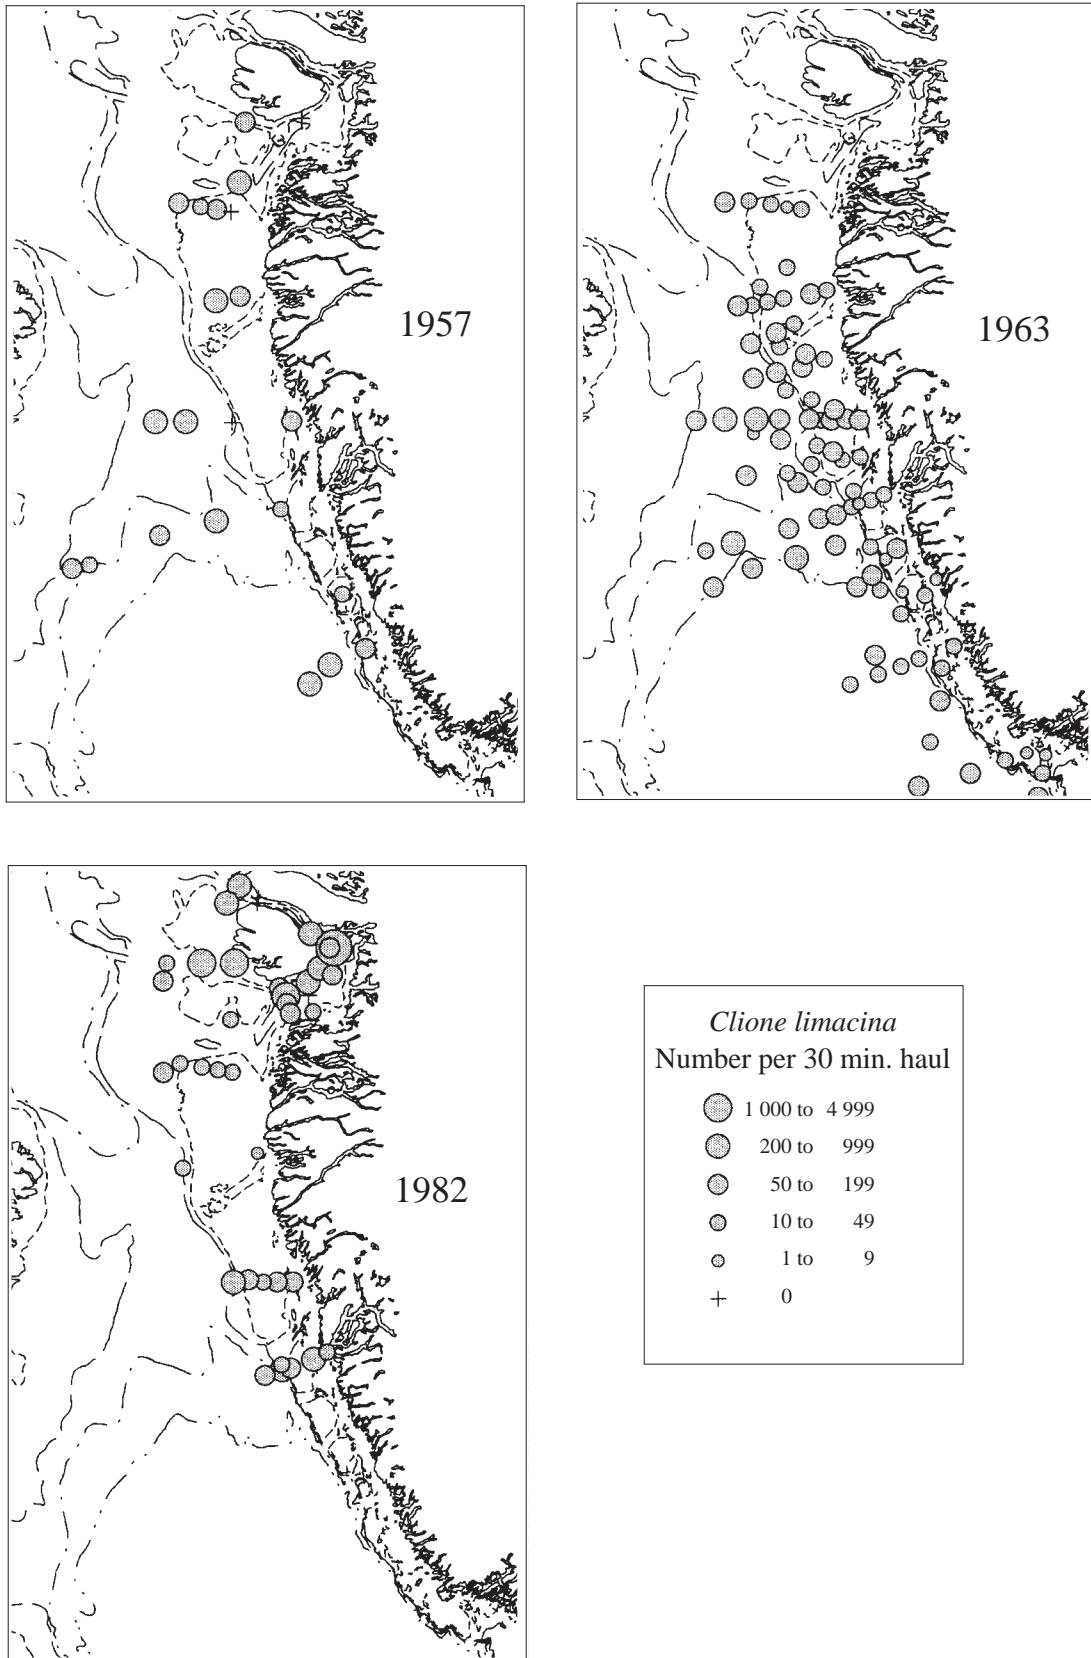 1957
1963
1982
Clione limacina
Number per 30 min. haul
1 000 to 4 999
200 to 999
50 to 199
10 to 49
1 to 9
0